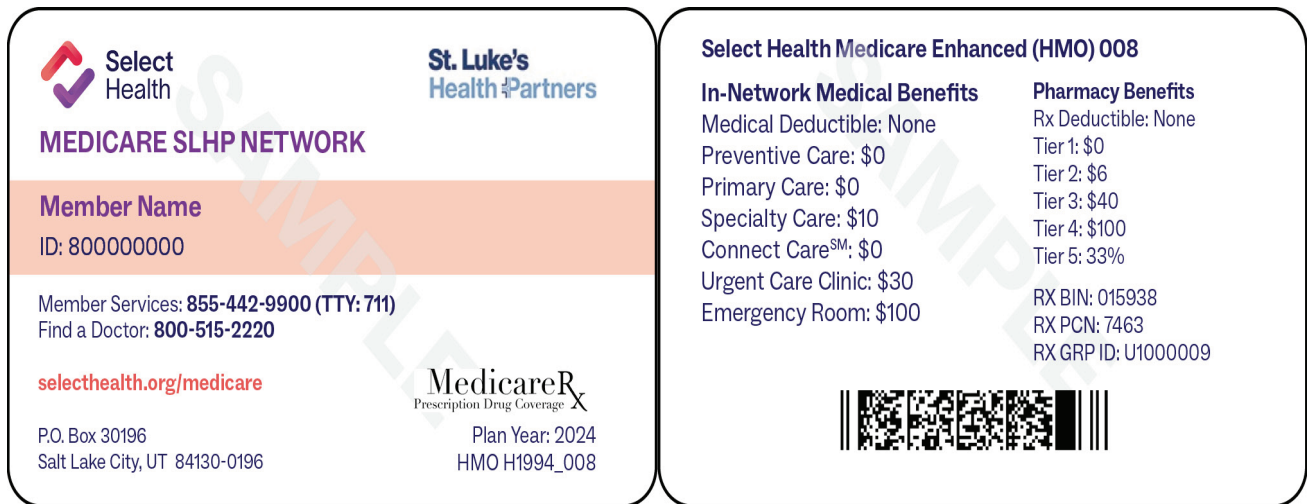 Select
Health
St. Luke's
Health Partners
MEDICARE SLHP NETWORK
Member Name
ID: 800000000
Member Services: 855-442-9900 (TTY: 711)
Find a Doctor: 800-515-2220
selecthealth.org/medicare
MedicareRx
Prescription Drug Coverage
P.O. Box 30196
Salt Lake City, UT 84130-0196
Plan Year: 2024
HMO H1994_008
SAMPLE
Select Health Medicare Enhanced (HMO) 008
In-Network Medical Benefits
Medical Deductible: None
Preventive Care: $0
Primary Care: $0
Specialty Care: $10
Connect Care℠: $0
Urgent Care Clinic: $30
Emergency Room: $100
Pharmacy Benefits
Rx Deductible: None
Tier 1: $0
Tier 2: $6
Tier 3: $40
Tier 4: $100
Tier 5: 33%
RX BIN: 015938
RX PCN: 7463
RX GRP ID: U1000009
SAMPLE